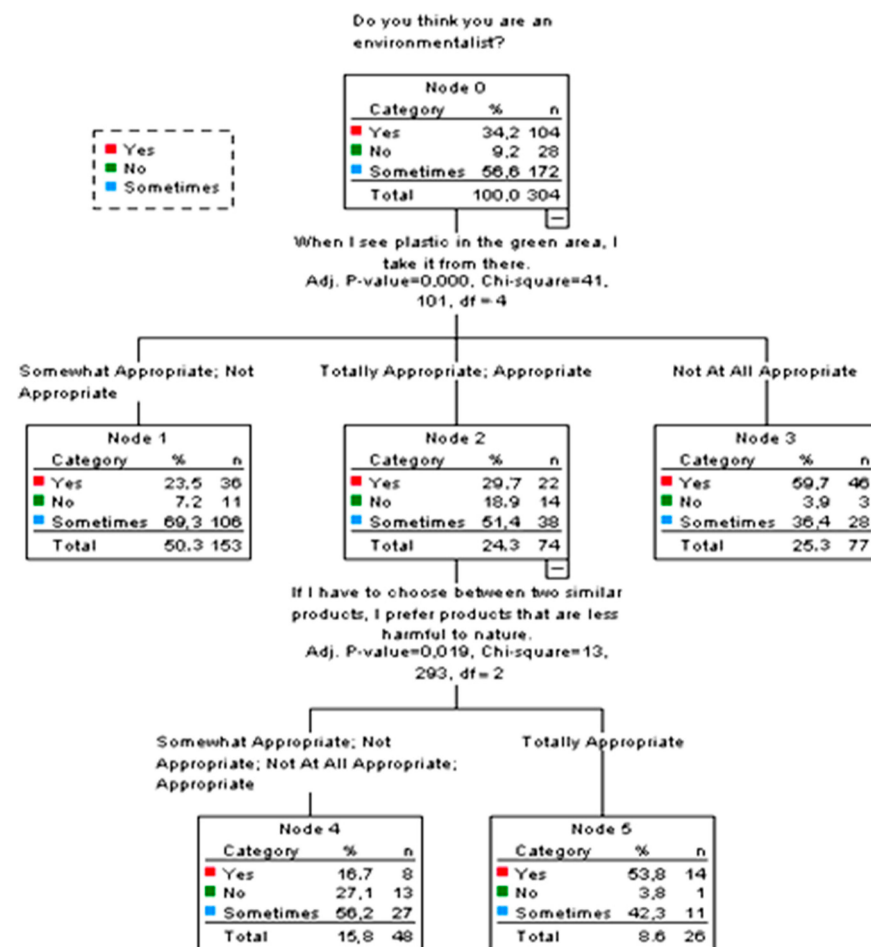 Do you think you are an
environmentalist?
Node 0
Category % n
Yes 34,2 104
No 9,2 28
Sometimes 56,6 172
Total 100,0 304
Yes
No
Sometimes
When I see plastic in the green area, I
take it from there.
Adj. P-value=0,000, Chi-square=41,
101, df=4
Somewhat Appropriate; Not
Appropriate
Totally Appropriate; Appropriate
Not At All Appropriate
Node 1
Category % n
Yes 23,5 36
No 7,2 11
Sometimes 69,3 106
Total 50,3 153
Node 2
Category % n
Yes 29,7 22
No 18,9 14
Sometimes 51,4 38
Total 24,3 74
Node 3
Category % n
Yes 59,7 46
No 3,9 3
Sometimes 36,4 28
Total 25,3 77
If I have to choose between two similar
products, I prefer products that are less
harmful to nature.
Adj. P-value=0,019, Chi-square=13,
293, df=2
Somewhat Appropriate; Not
Appropriate; Not At All Appropriate;
Appropriate
Totally Appropriate
Node 4
Category % n
Yes 16,7 8
No 27,1 13
Sometimes 56,2 27
Total 15,8 48
Node 5
Category % n
Yes 53,8 14
No 3,8 1
Sometimes 42,3 11
Total 8,6 26